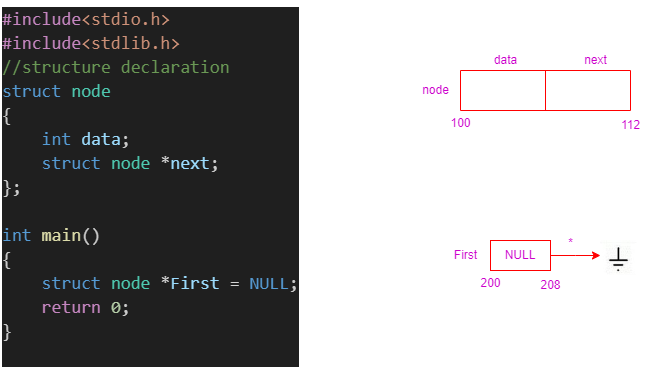 #include<stdio.h>
#include<stdlib.h>
//structure declaration
struct node
{
    int data;
    struct node *next;
};
int main()
{
    struct node *First = NULL;
    return 0;
}
data next
node
100 112
First NULL *
200 208